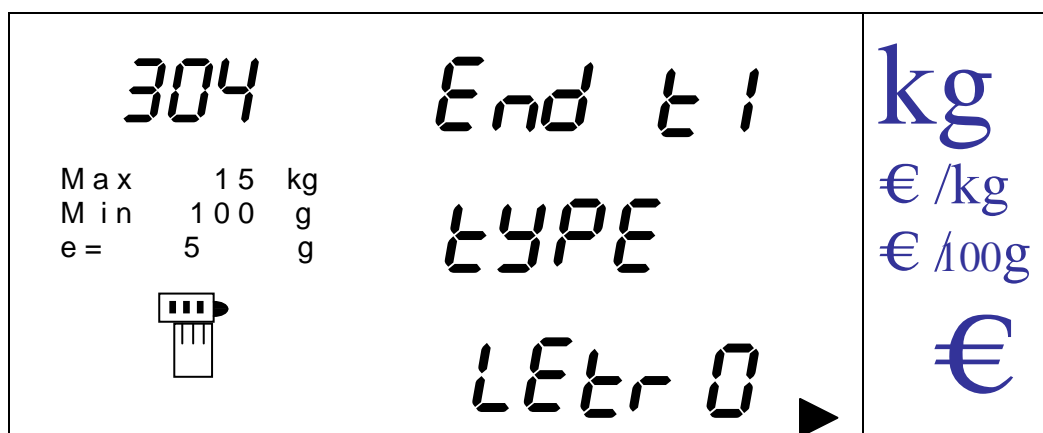 304
End t1
kg
Max 15 kg
Min 100 g
e= 5 g
tYPE
€ /kg
€ /100g
LEtr 0
€